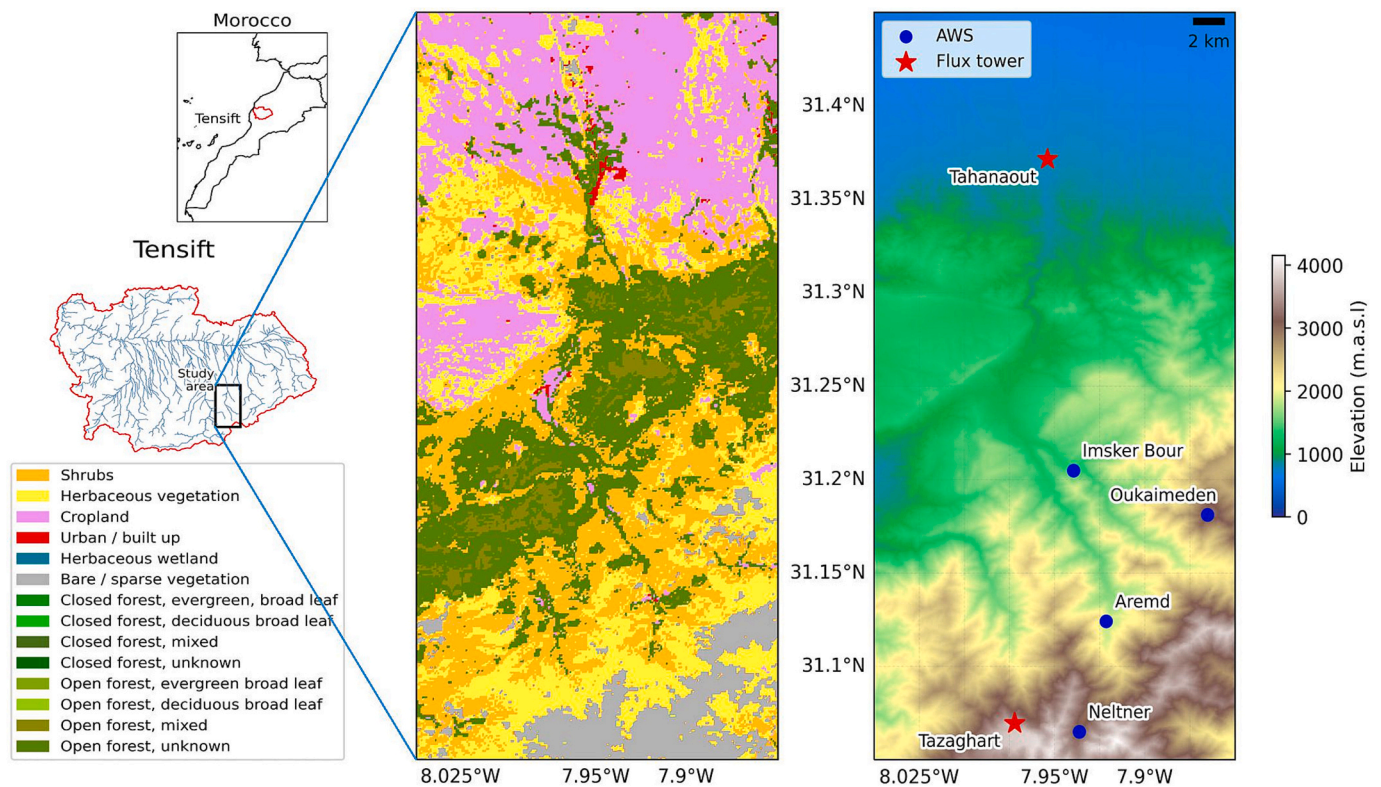 Morocco
Tensift
Tensift
Study
area
Shrubs
Herbaceous vegetation
Cropland
Urban / built up
Herbaceous wetland
Bare / sparse vegetation
Closed forest, evergreen, broad leaf
Closed forest, deciduous broad leaf
Closed forest, mixed
Closed forest, unknown
Open forest, evergreen broad leaf
Open forest, deciduous broad leaf
Open forest, mixed
Open forest, unknown
8.025°W 7.95°W 7.9°W
31.4°N
31.35°N
31.3°N
31.25°N
31.2°N
31.15°N
31.1°N
AWS
Flux tower
2 km
Tahanaout
Imsker Bour
Oukaimeden
Aremd
Neltner
Tazaghart
8.025°W 7.95°W 7.9°W
4000
3000
2000
1000
0
Elevation (m.a.s.l)